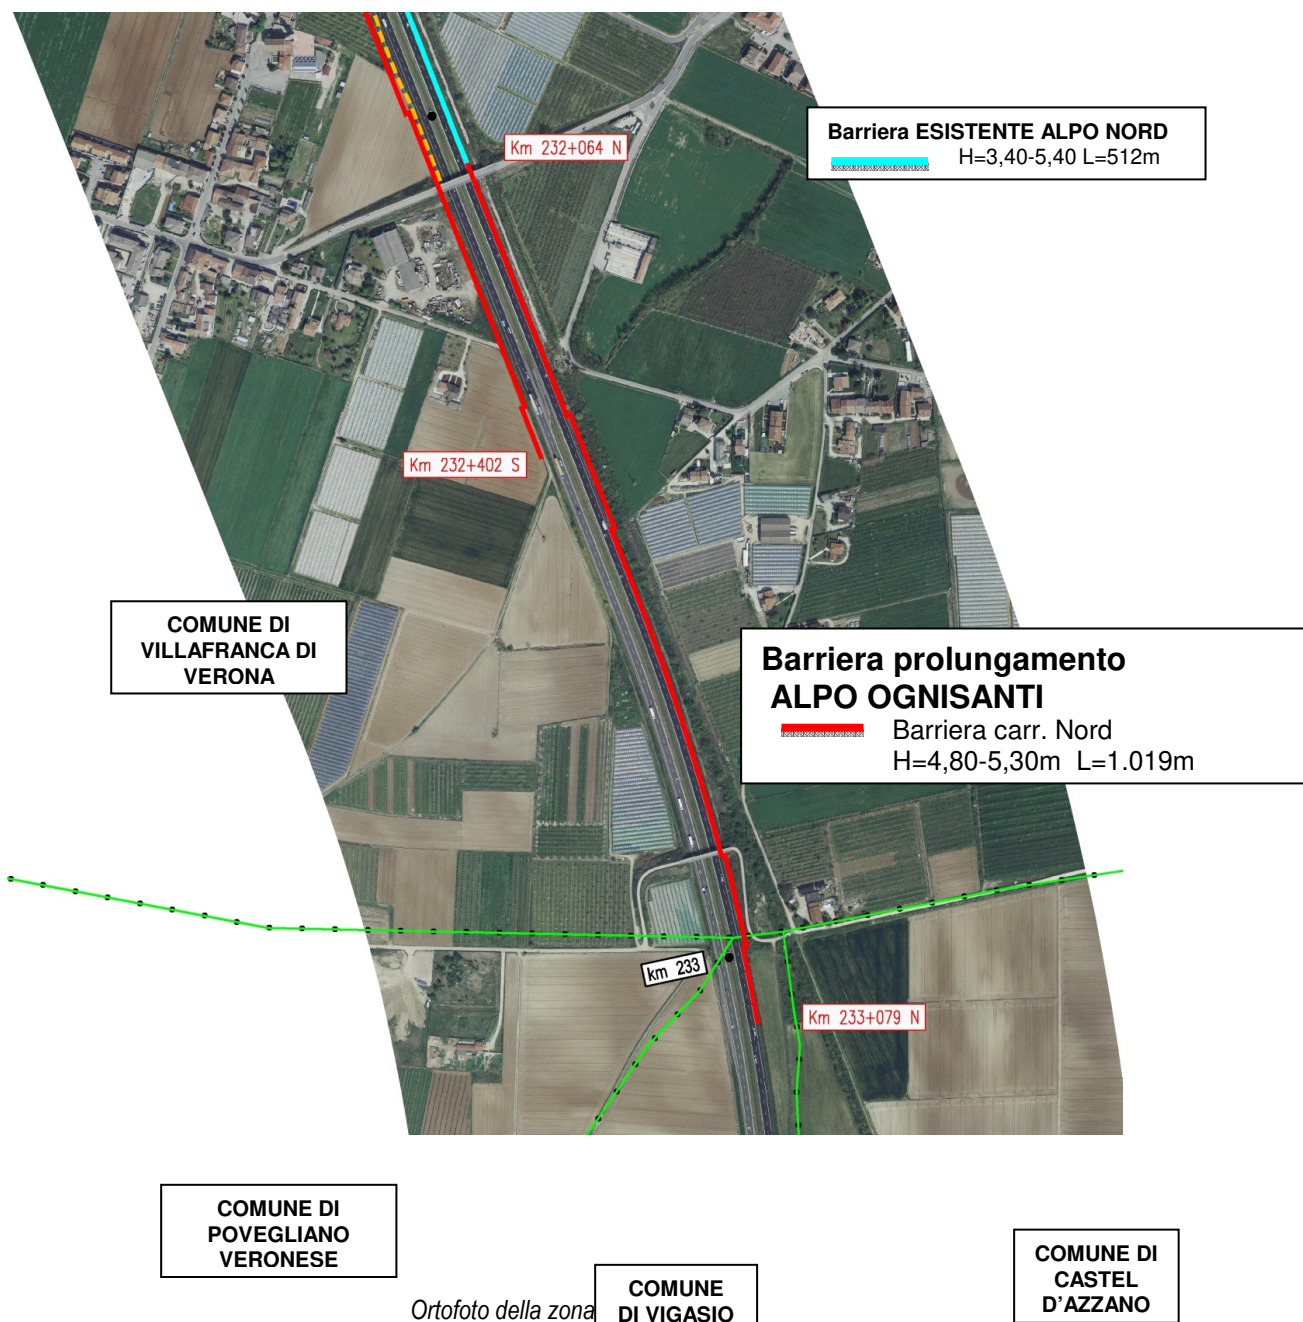 Barriera ESISTENTE ALPO NORD
H=3,40-5,40 L=512m
Km 232+064 N
Km 232+402 S
COMUNE DI
VILLAFRANCA DI
VERONA
Barriera prolungamento
ALPO OGNISANTI
Barriera carr. Nord
H=4,80-5,30m L=1.019m
km 233
Km 233+079 N
COMUNE DI
POVEGLIANO
VERONESE
COMUNE DI
CASTEL
D'AZZANO
COMUNE
DI VIGASIO
Ortofoto della zona